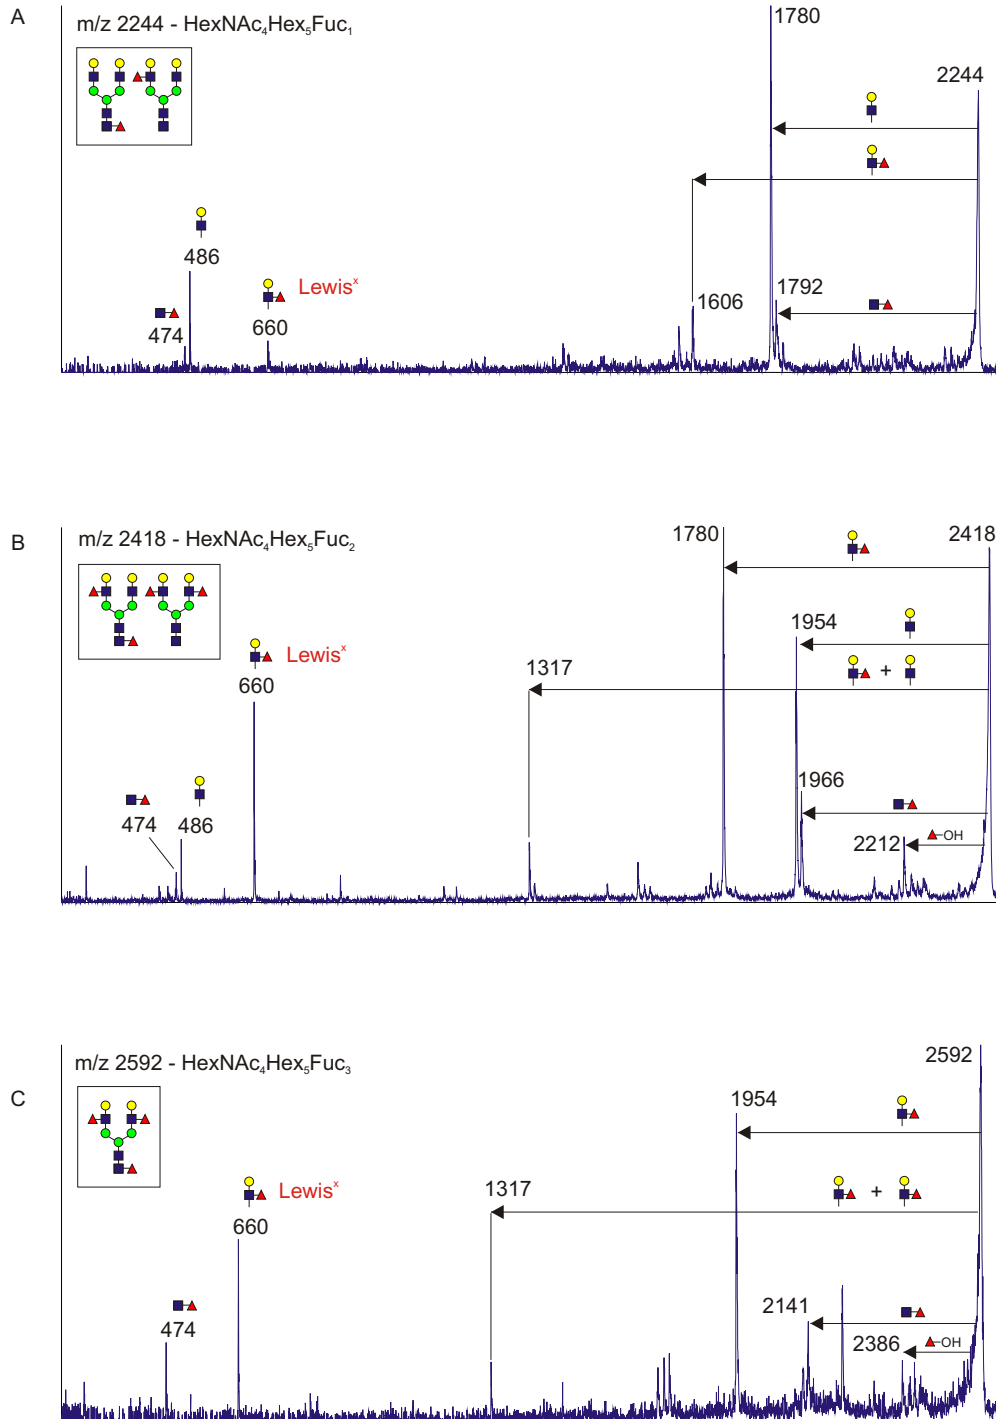 A
m/z 2244 - HexNAc₄Hex₅Fuc₁
1780
2244
486
Lewisˣ
474
660
1606
1792
B
m/z 2418 - HexNAc₄Hex₅Fuc₂
1780
2418
1954
Lewisˣ
+
660
1317
1966
474
486
2212
-OH
C
m/z 2592 - HexNAc₄Hex₅Fuc₃
2592
1954
Lewisˣ
1317
+
660
474
2141
2386
-OH